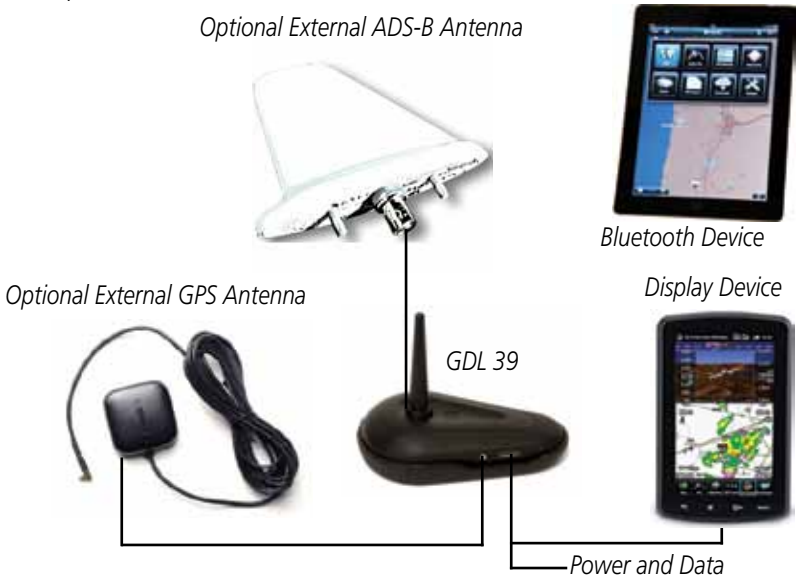 Optional External ADS-B Antenna
Bluetooth Device
Optional External GPS Antenna
Display Device
GDL 39
Power and Data